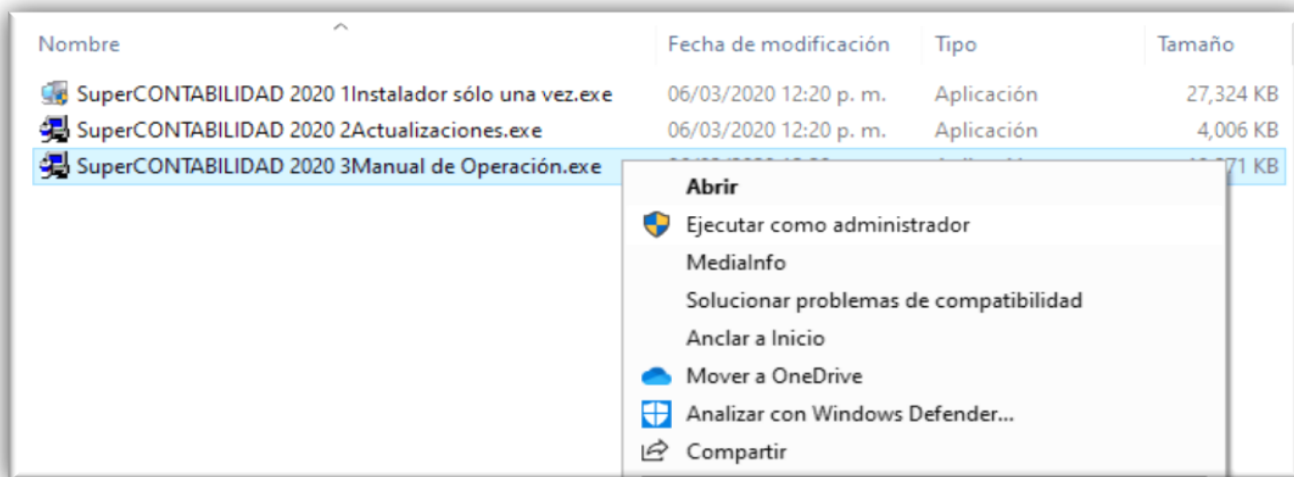 Nombre Fecha de modificación Tipo Tamaño
SuperCONTABILIDAD 2020 1Instalador sólo una vez.exe 06/03/2020 12:20 p. m. Aplicación 27,324 KB
SuperCONTABILIDAD 2020 2Actualizaciones.exe 06/03/2020 12:20 p. m. Aplicación 4,006 KB
SuperCONTABILIDAD 2020 3Manual de Operación.exe 71 KB
Abrir
Ejecutar como administrador
MediaInfo
Solucionar problemas de compatibilidad
Anclar a Inicio
Mover a OneDrive
Analizar con Windows Defender...
Compartir